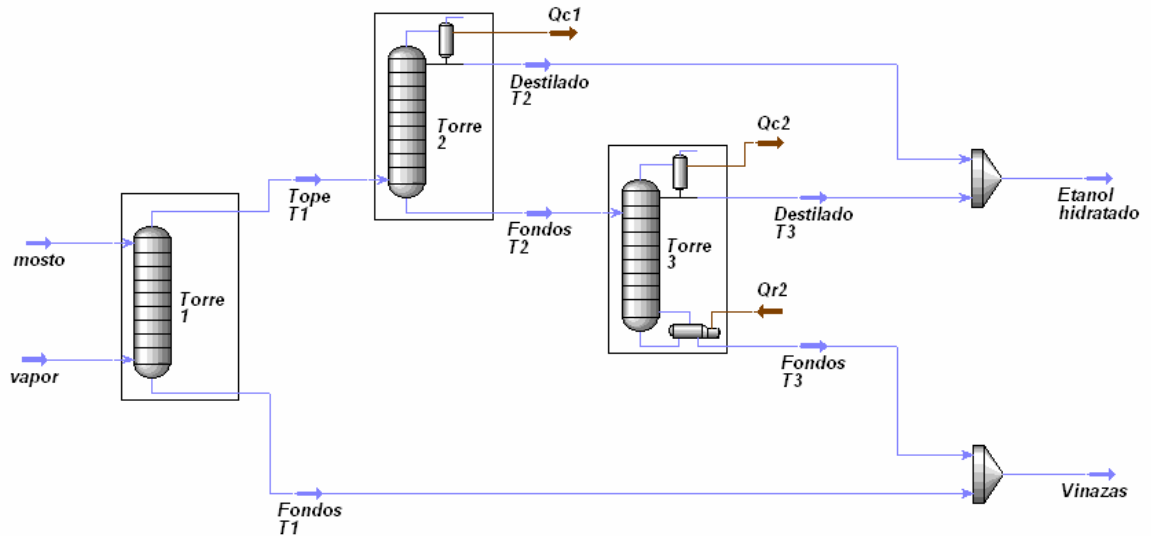 Qc1
Destilado
T2
Torre
2
Qc2
Tope
T1
Fondos
T2
Destilado
T3
Etanol
hidratado
mosto
Torre
3
Torre
1
Qr2
vapor
Fondos
T3
Fondos
T1
Vinazas